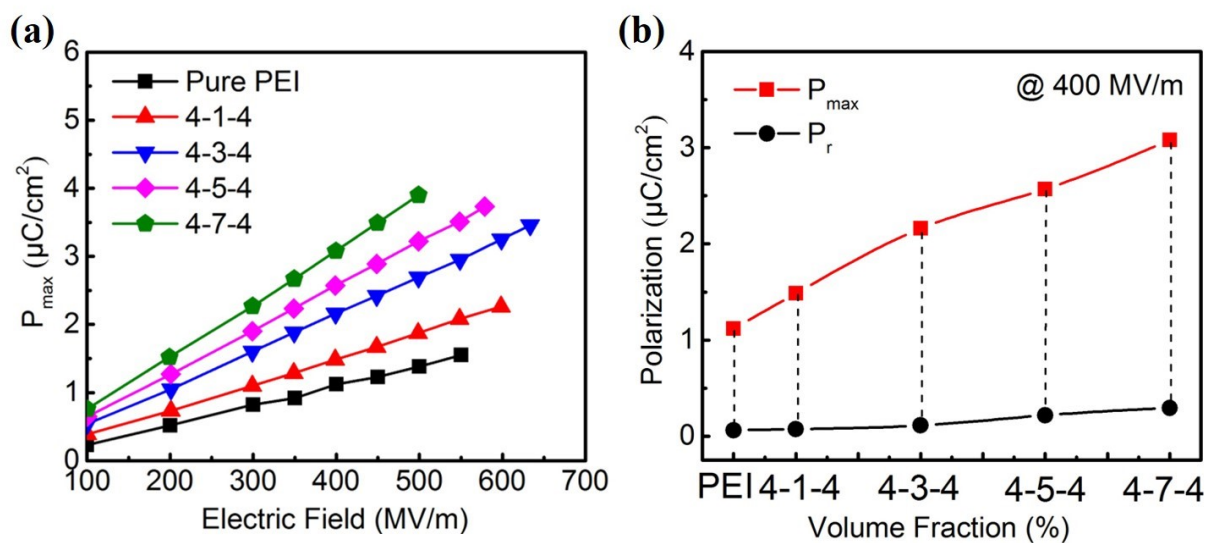 (a)
6
5
4
3
2
1
0
P_max (μC/cm²)
Pure PEI
4-1-4
4-3-4
4-5-4
4-7-4
100 200 300 400 500 600 700
Electric Field (MV/m)
(b)
4
3
2
1
0
Polarization (μC/cm²)
P_max
P_r
@ 400 MV/m
PEI 4-1-4 4-3-4 4-5-4 4-7-4
Volume Fraction (%)